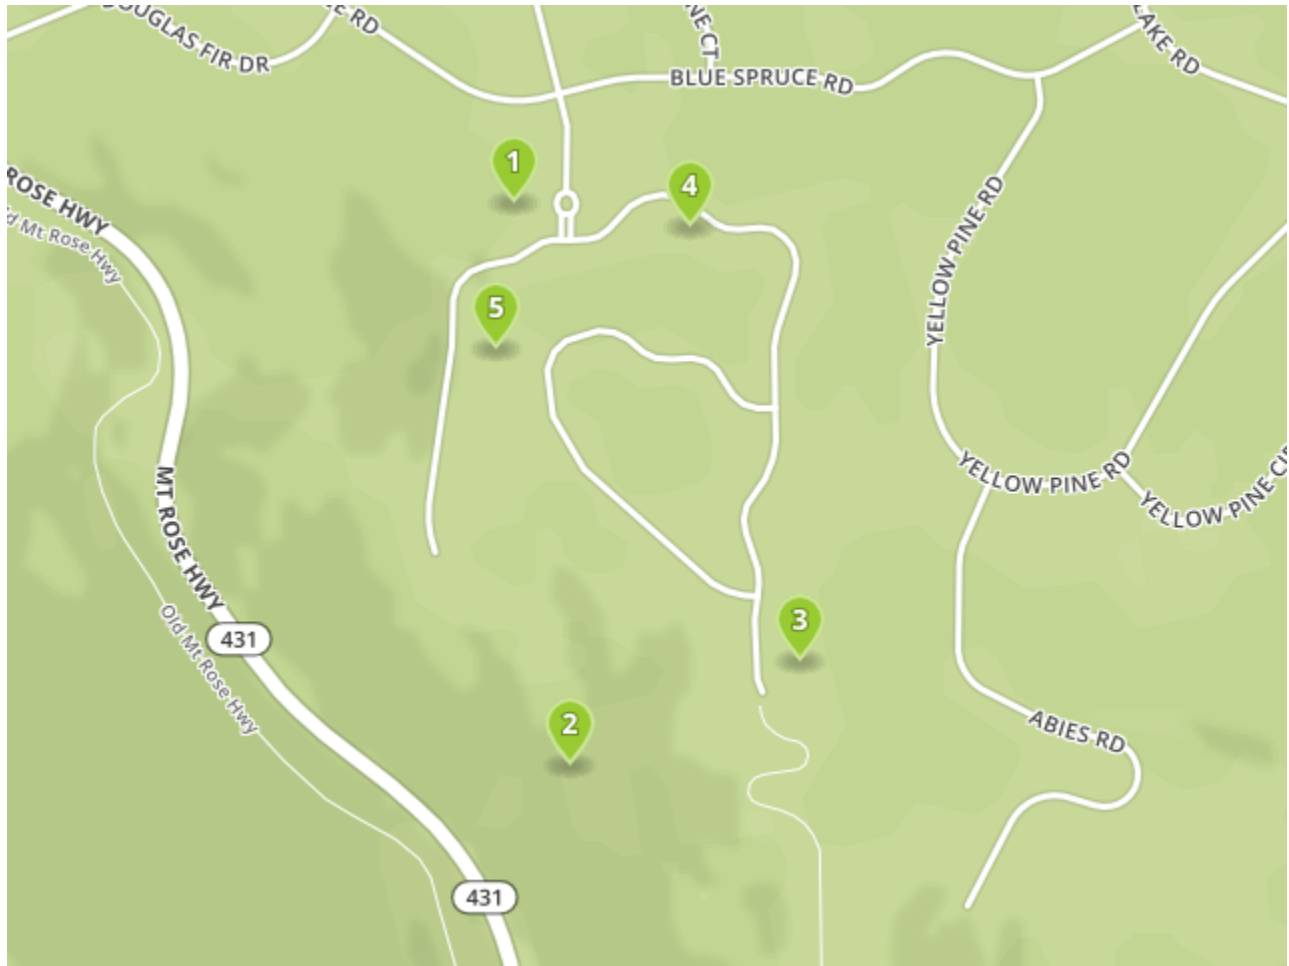 DOUGLAS FIR DR
E RD
NE CT
LAKE RD
BLUE SPRUCE RD
1
4
ROSE HWY
ld Mt Rose Hwy
YELLOW PINE RD
5
YELLOW PINE RD
YELLOW PINE CIR
MT ROSE HWY
Old Mt Rose Hwy
431
3
2
ABIES RD
431